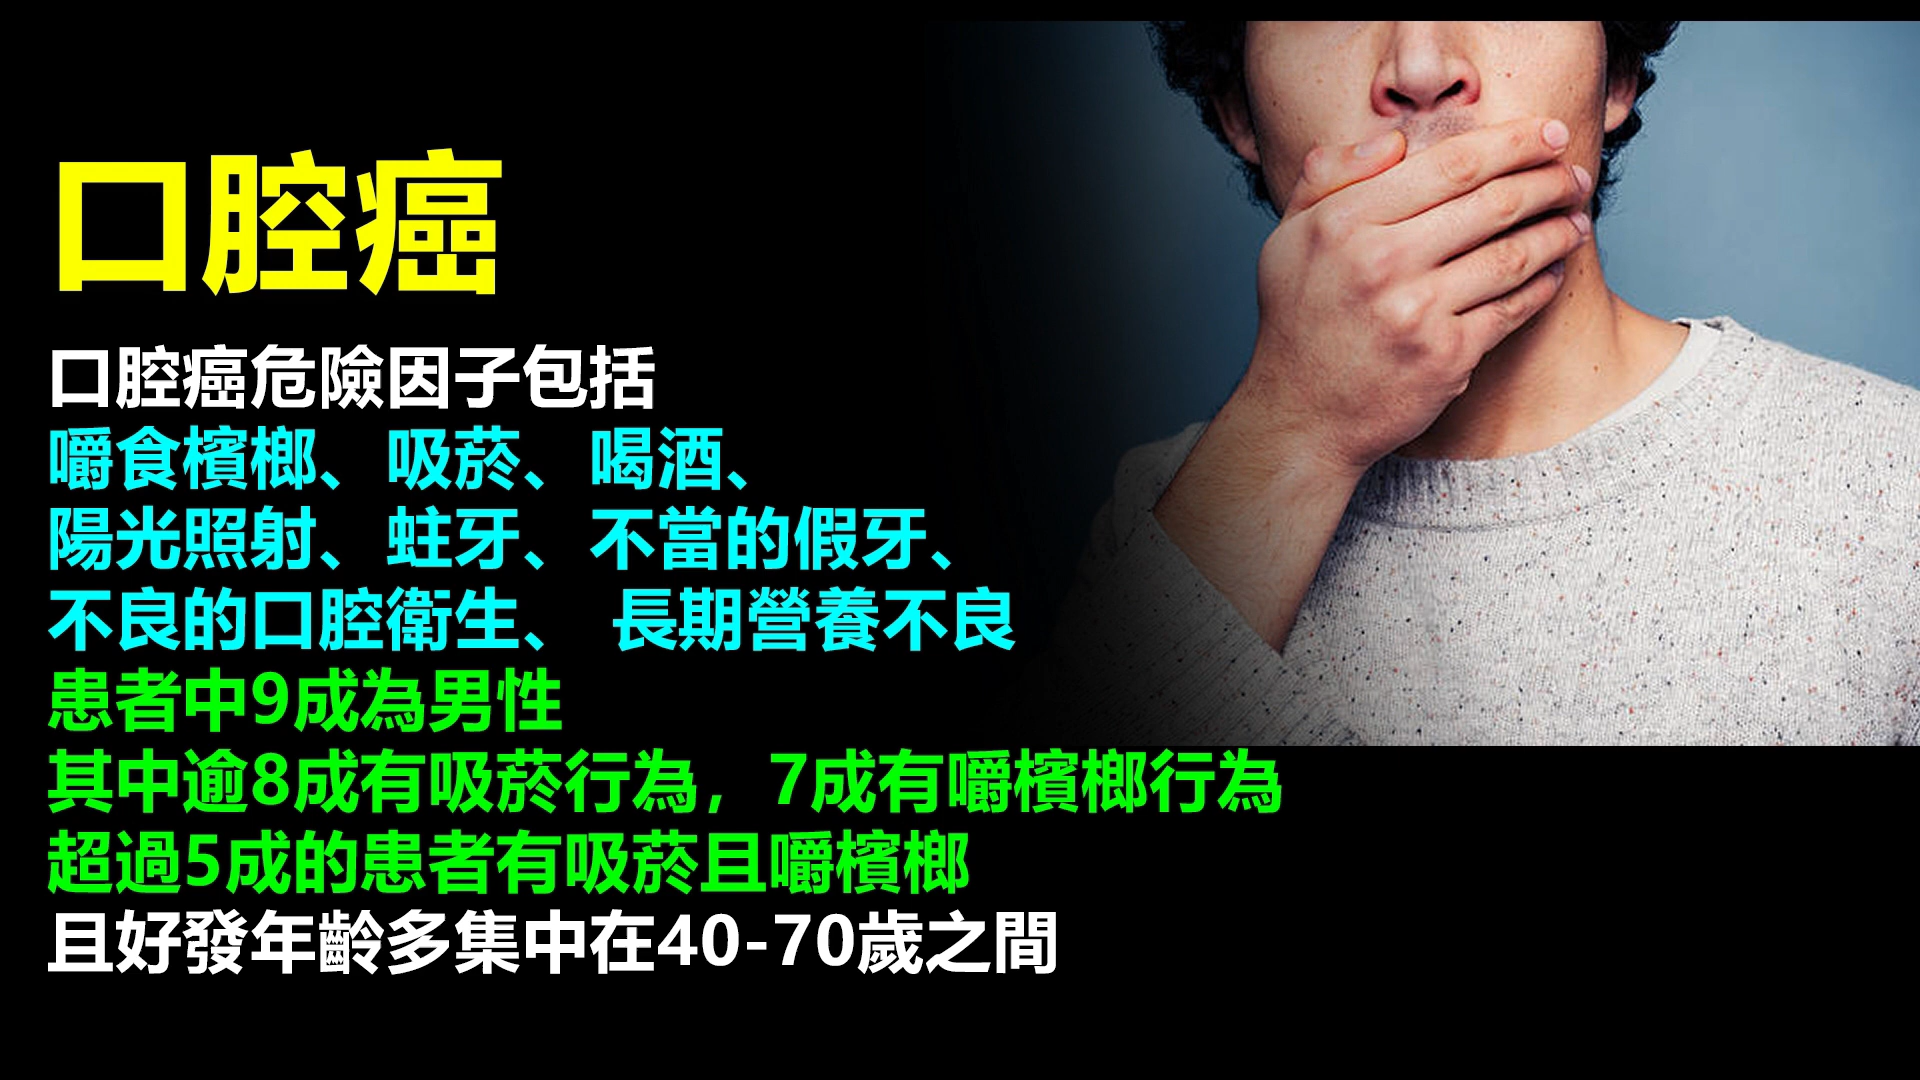 口腔癌
口腔癌危險因子包括
嚼食檳榔、吸菸、喝酒、
陽光照射、蛀牙、不當的假牙、
不良的口腔衛生、 長期營養不良
患者中9成為男性
其中逾8成有吸菸行為，7成有嚼檳榔行為
超過5成的患者有吸菸且嚼檳榔
且好發年齡多集中在40-70歲之間